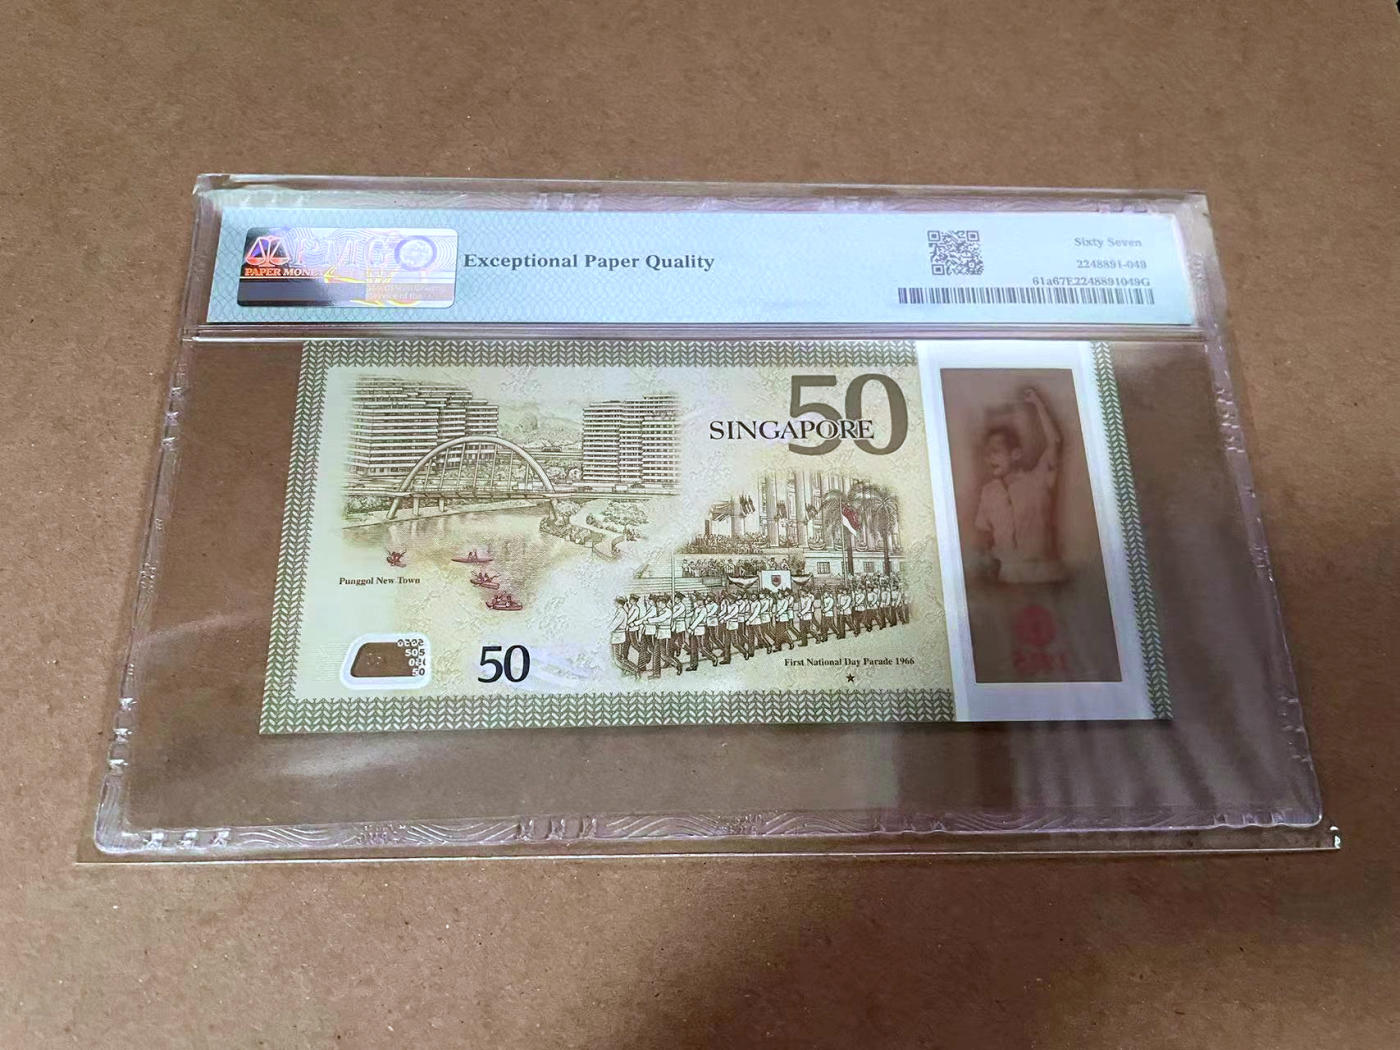 PMG
PAPER MONEY
Exceptional Paper Quality
Sixty Seven
2248891-049
61a67E2248891049G
50
SINGAPORE
Punggol New Town
50
First National Day Parade 1966